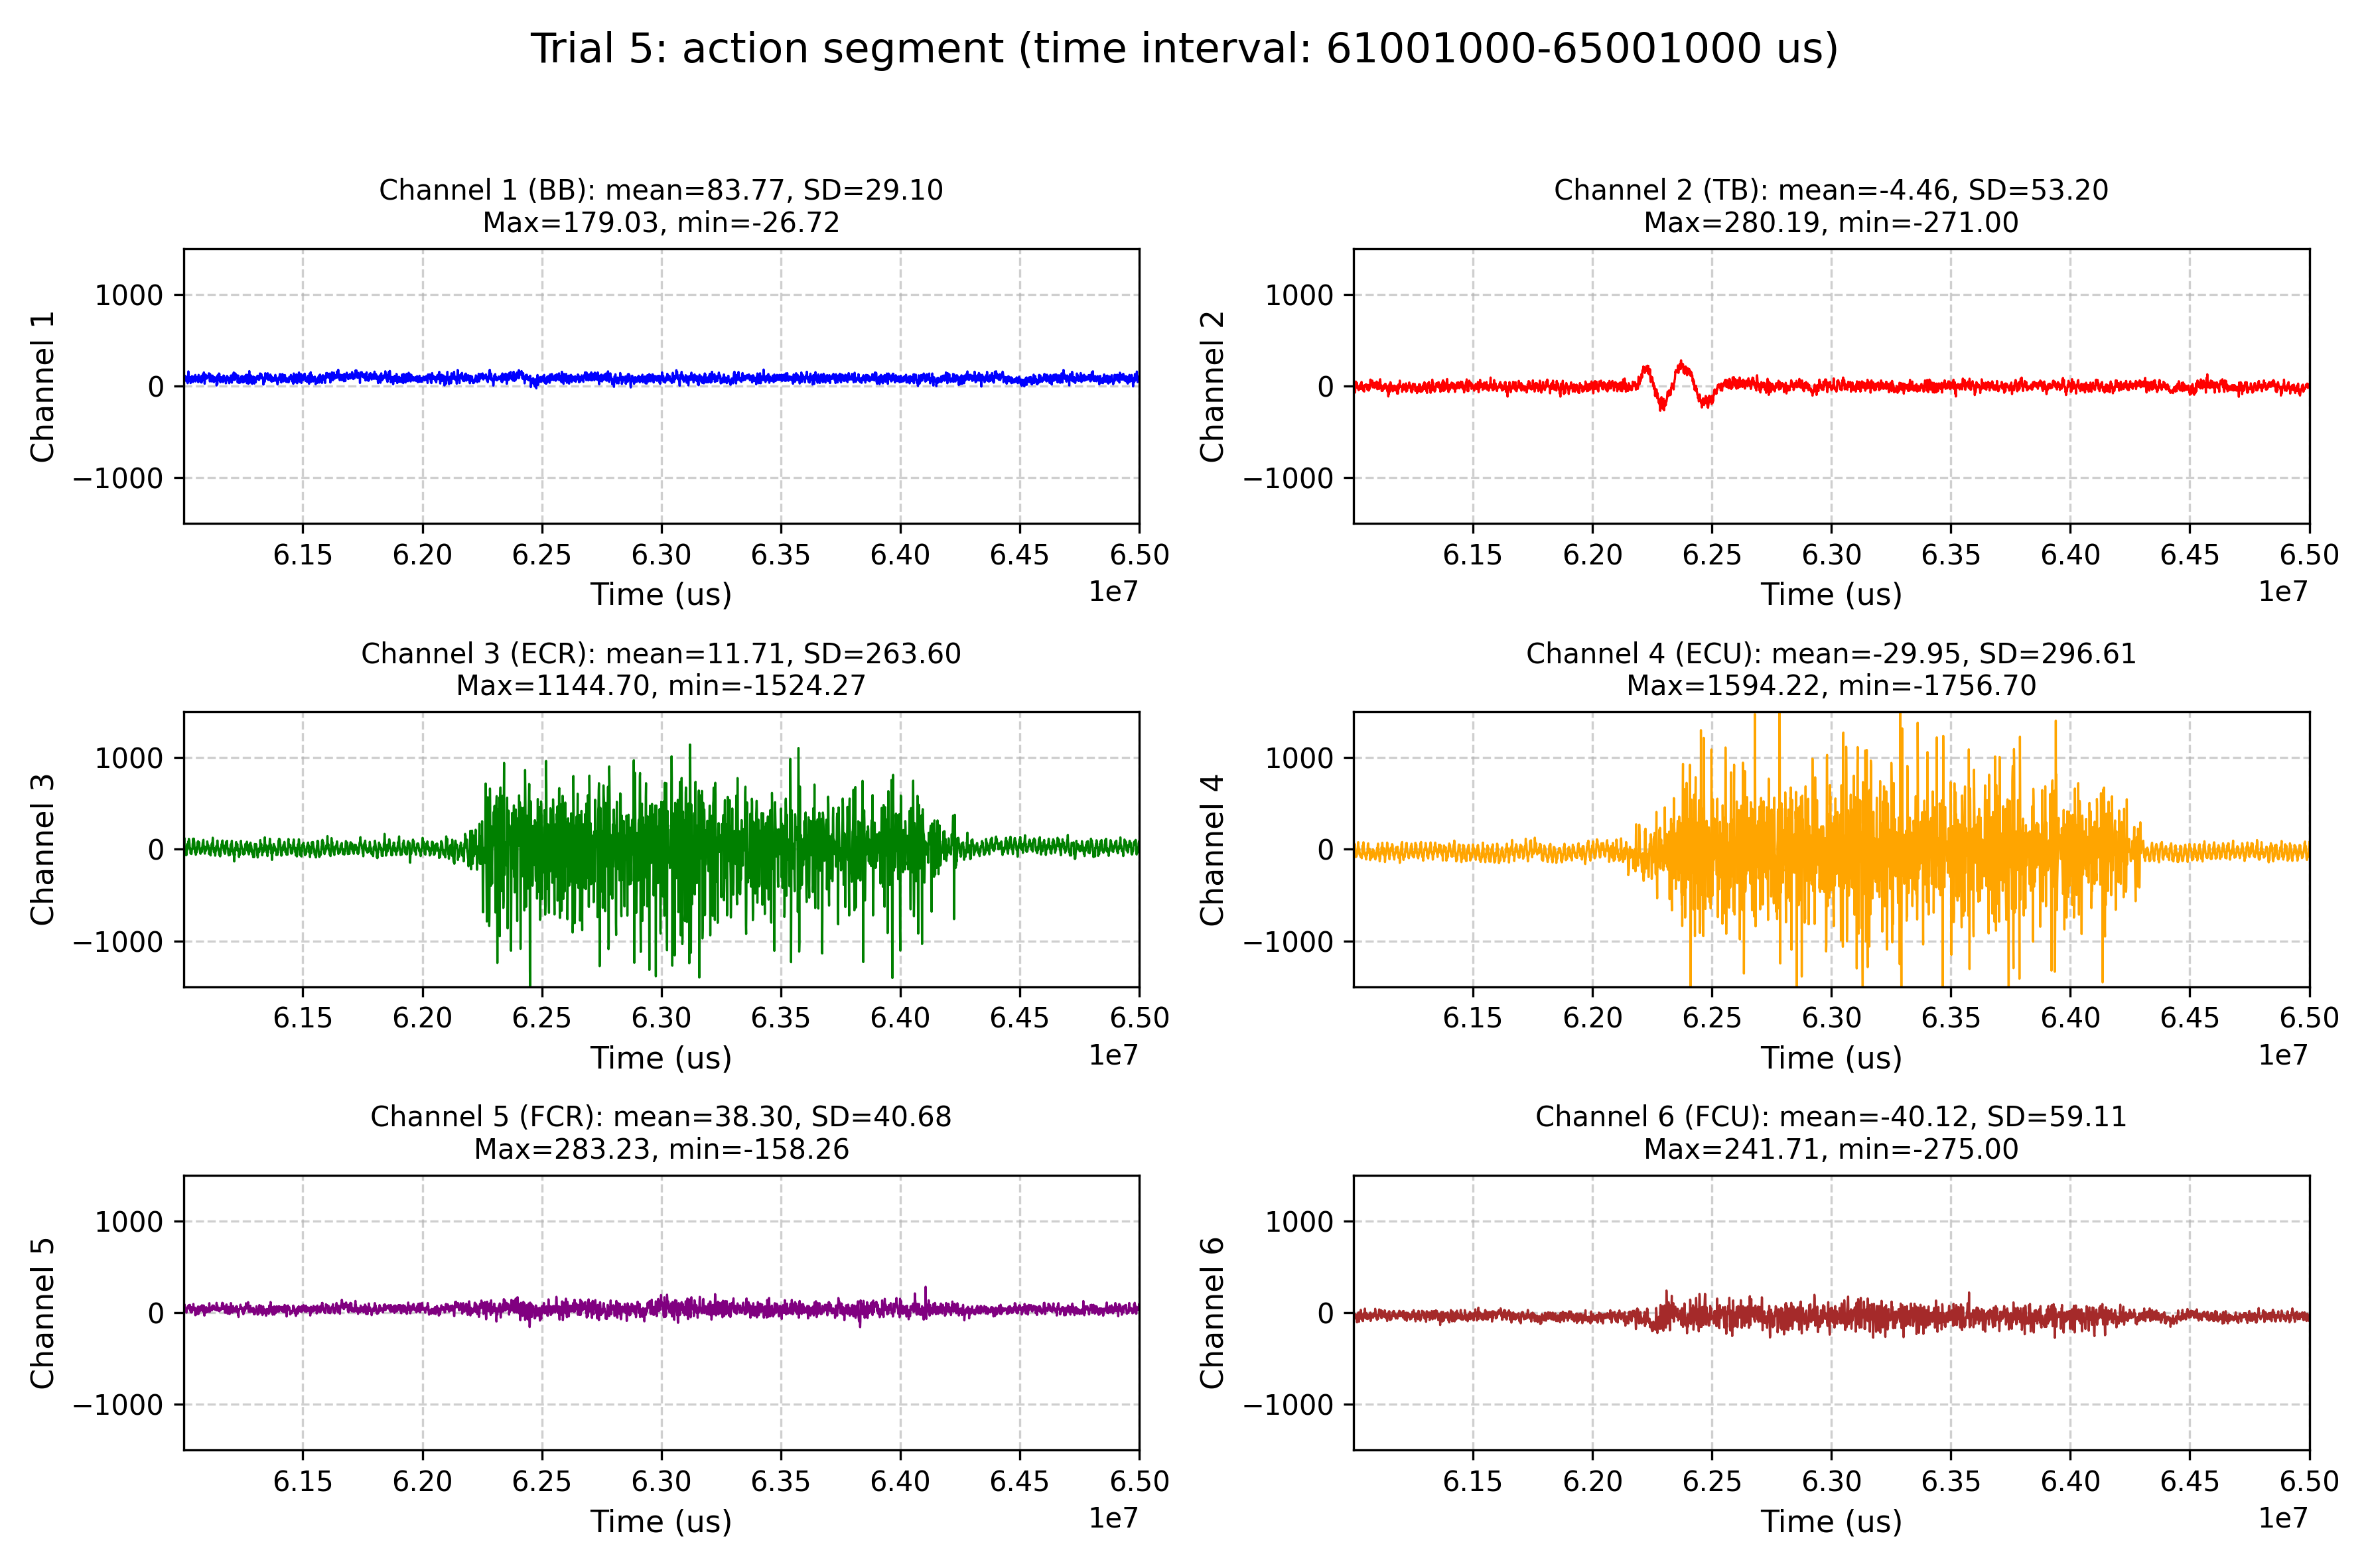 Trial 5: action segment (time interval: 61001000-65001000 us)
Channel 1 (BB): mean=83.77, SD=29.10
Max=179.03, min=-26.72
Channel 1
1000
0
−1000
6.15 6.20 6.25 6.30 6.35 6.40 6.45 6.50
Time (us)
1e7
Channel 2 (TB): mean=-4.46, SD=53.20
Max=280.19, min=-271.00
Channel 2
1000
0
−1000
6.15 6.20 6.25 6.30 6.35 6.40 6.45 6.50
Time (us)
1e7
Channel 3 (ECR): mean=11.71, SD=263.60
Max=1144.70, min=-1524.27
Channel 3
1000
0
−1000
6.15 6.20 6.25 6.30 6.35 6.40 6.45 6.50
Time (us)
1e7
Channel 4 (ECU): mean=-29.95, SD=296.61
Max=1594.22, min=-1756.70
Channel 4
1000
0
−1000
6.15 6.20 6.25 6.30 6.35 6.40 6.45 6.50
Time (us)
1e7
Channel 5 (FCR): mean=38.30, SD=40.68
Max=283.23, min=-158.26
Channel 5
1000
0
−1000
6.15 6.20 6.25 6.30 6.35 6.40 6.45 6.50
Time (us)
1e7
Channel 6 (FCU): mean=-40.12, SD=59.11
Max=241.71, min=-275.00
Channel 6
1000
0
−1000
6.15 6.20 6.25 6.30 6.35 6.40 6.45 6.50
Time (us)
1e7